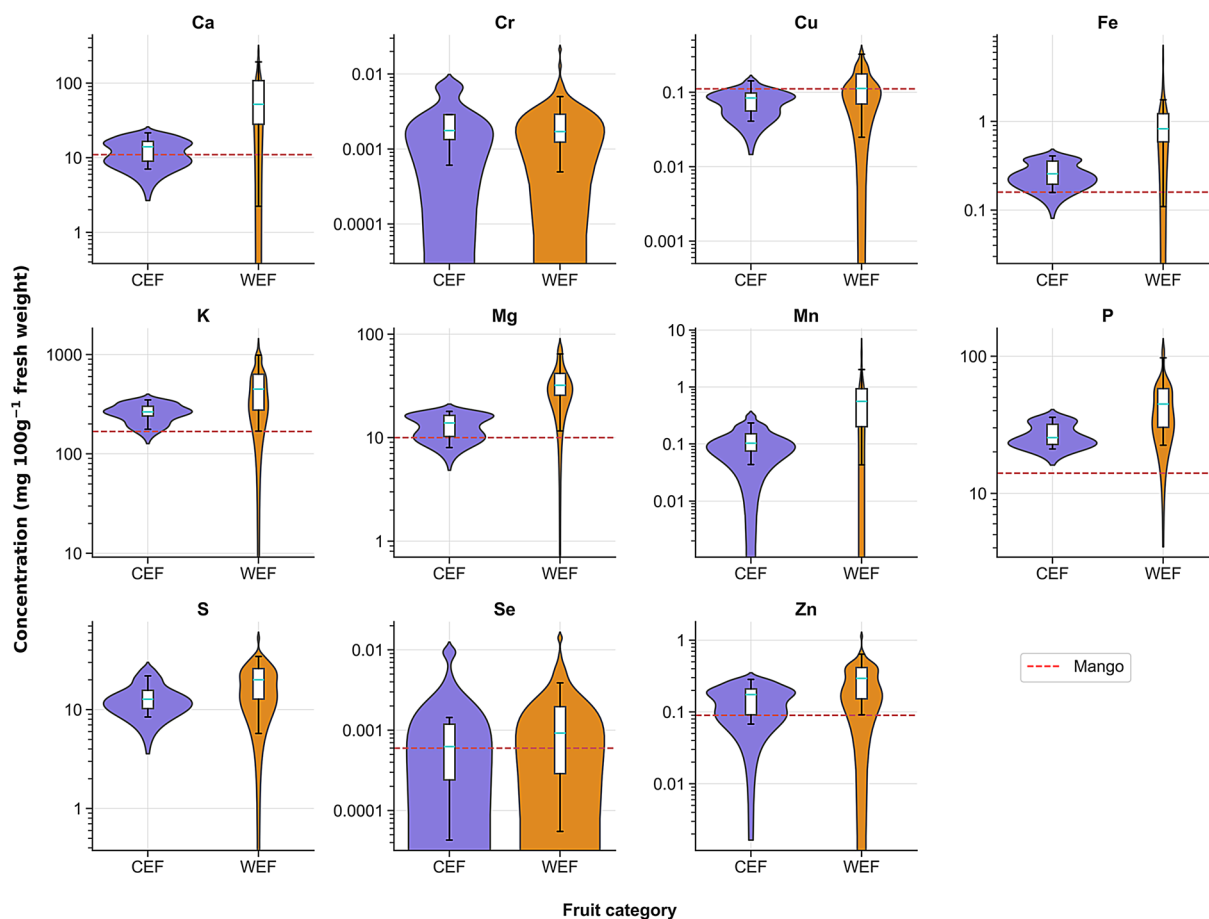 Ca
Cr
Cu
Fe
100
10
1
CEF
WEF
0.01
0.001
0.0001
CEF
WEF
0.1
0.01
0.001
CEF
WEF
1
0.1
CEF
WEF
Concentration (mg 100g⁻¹ fresh weight)
K
Mg
Mn
P
1000
100
10
CEF
WEF
100
10
1
CEF
WEF
10
1
0.1
0.01
CEF
WEF
100
10
CEF
WEF
S
Se
Zn
10
1
CEF
WEF
0.01
0.001
0.0001
CEF
WEF
1
0.1
0.01
CEF
WEF
Mango
Fruit category